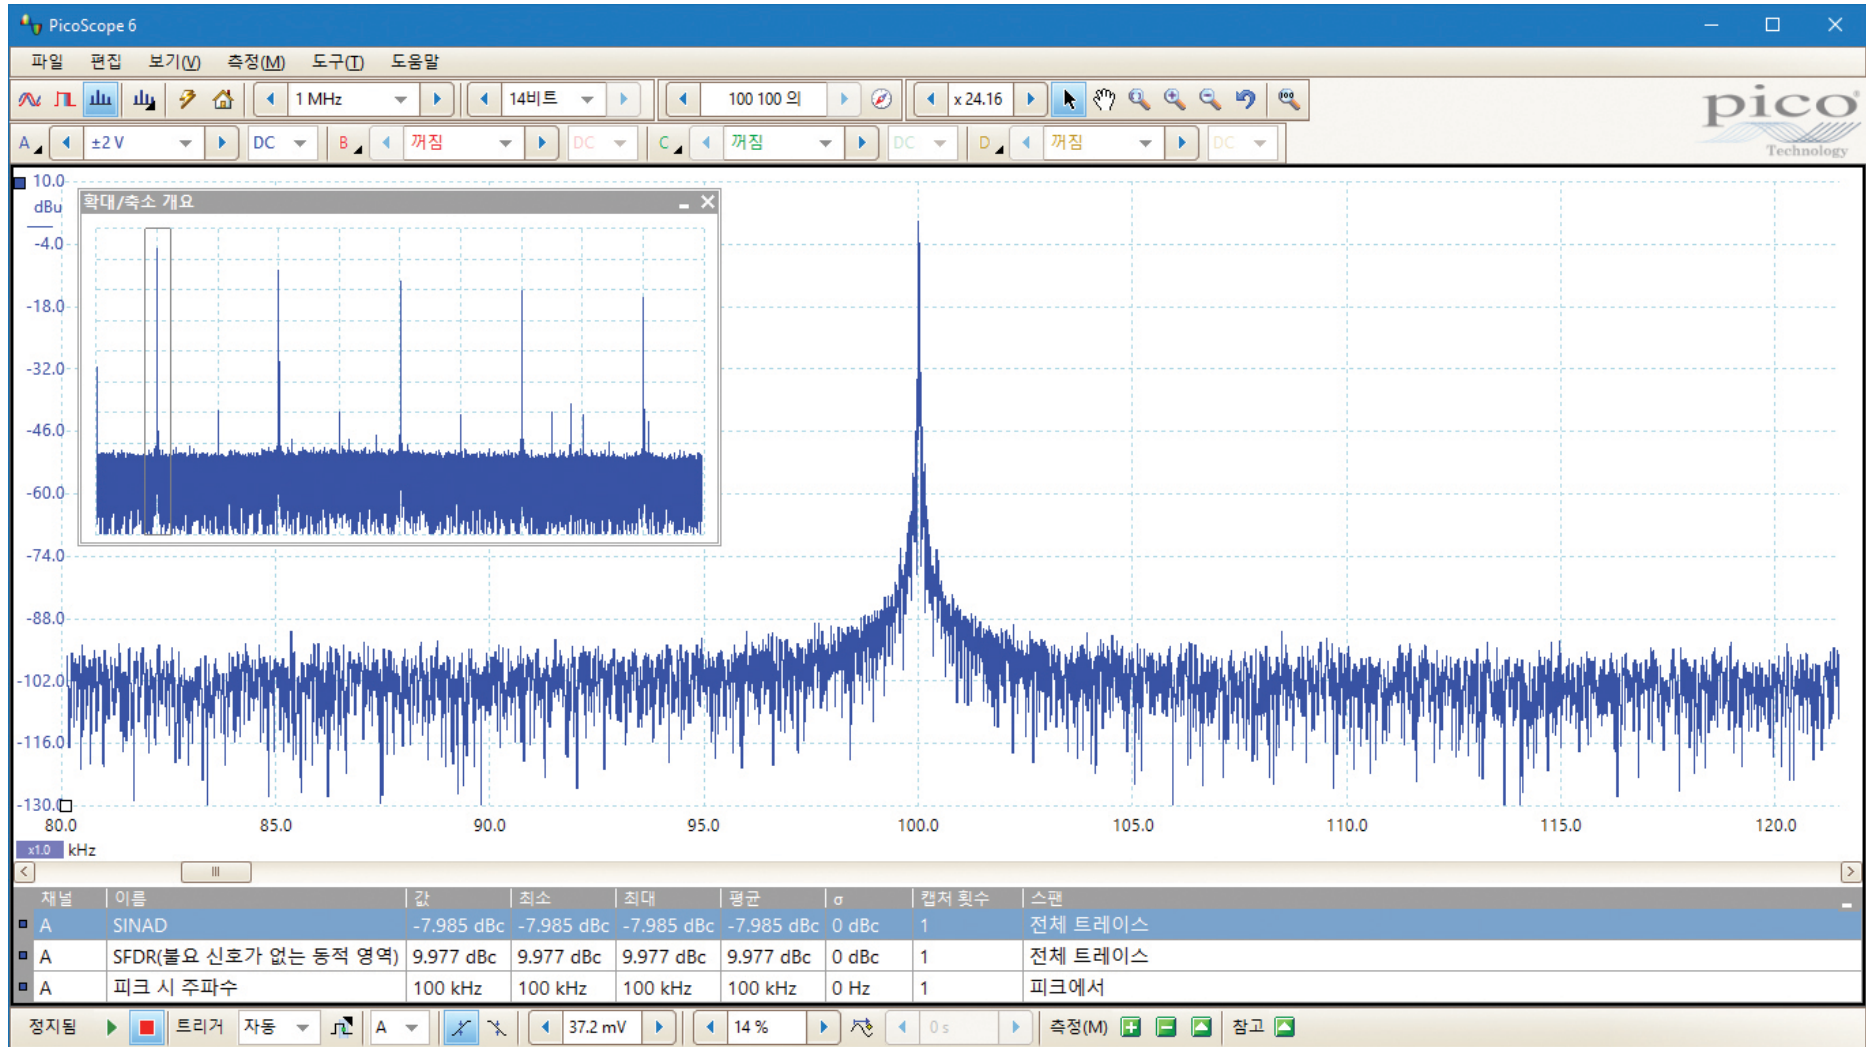 PicoScope 6
파일 편집 보기(V) 측정(M) 도구(T) 도움말
1 MHz 14비트 100 100 의 x 24.16
pico
Technology
A ±2 V DC B 꺼짐 DC C 꺼짐 DC D 꺼짐 DC
10.0
dBu
확대/축소 개요
-4.0
-18.0
-32.0
-46.0
-60.0
-74.0
-88.0
-102.0
-116.0
-130.0
80.0 85.0 90.0 95.0 100.0 105.0 110.0 115.0 120.0
x1.0 kHz
채널 이름 값 최소 최대 평균 σ 캡처 횟수 스팬
A SINAD -7.985 dBc -7.985 dBc -7.985 dBc -7.985 dBc 0 dBc 1 전체 트레이스
A SFDR(불요 신호가 없는 동적 영역) 9.977 dBc 9.977 dBc 9.977 dBc 9.977 dBc 0 dBc 1 전체 트레이스
A 피크 시 주파수 100 kHz 100 kHz 100 kHz 100 kHz 0 Hz 1 피크에서
정지됨 트리거 자동 A 37.2 mV 14 % 0 s 측정(M) 참고